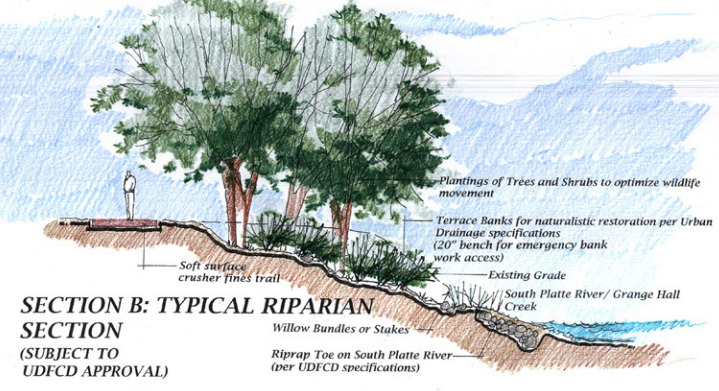 Plantings of Trees and Shrubs to optimize wildlife
movement
Terrace Banks for naturalistic restoration per Urban
Drainage specifications
(20" bench for emergency bank
work access)
Soft surface
crusher fines trail
Existing Grade
South Platte River/ Grange Hall
Creek
SECTION B: TYPICAL RIPARIAN
SECTION
(SUBJECT TO
UDFCD APPROVAL)
Willow Bundles or Stakes
Riprap Toe on South Platte River
(per UDFCD specifications)